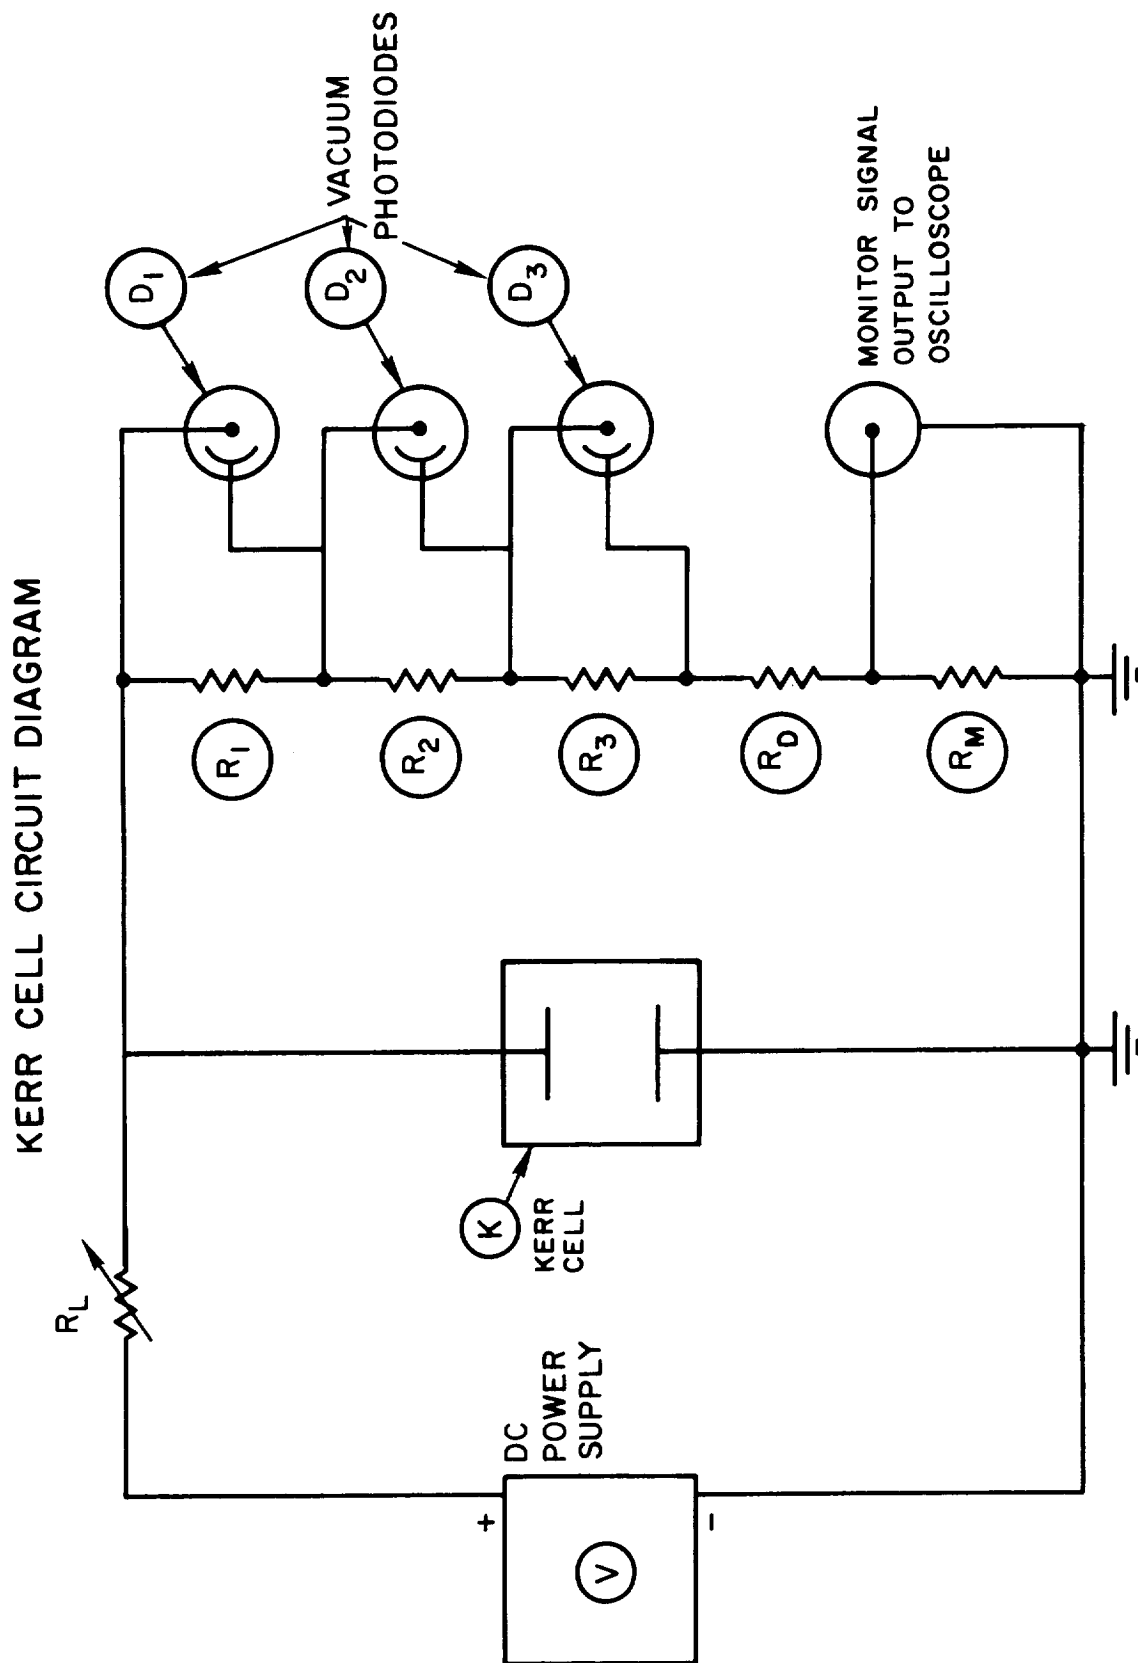 KERR CELL CIRCUIT DIAGRAM
RL
DC
POWER
SUPPLY
+
V
-
K
KERR
CELL
R1
R2
R3
RD
RM
D1
D2
D3
VACUUM
PHOTODIODES
MONITOR SIGNAL
OUTPUT TO
OSCILLOSCOPE